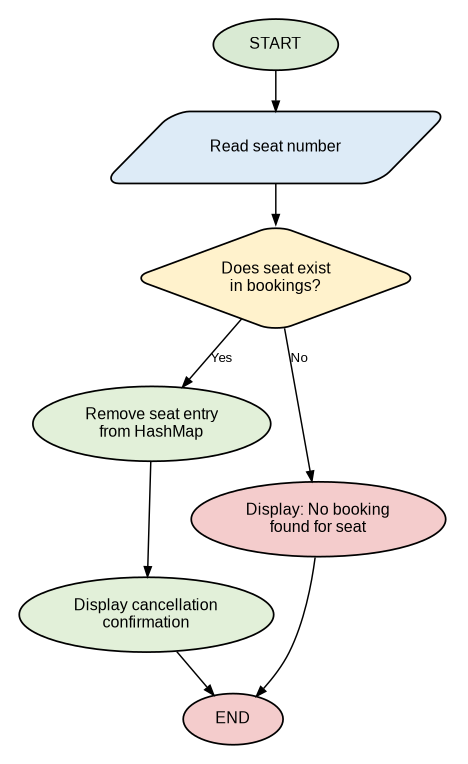 START
Read seat number
Does seat exist
in bookings?
Yes
No
Remove seat entry
from HashMap
Display: No booking
found for seat
Display cancellation
confirmation
END